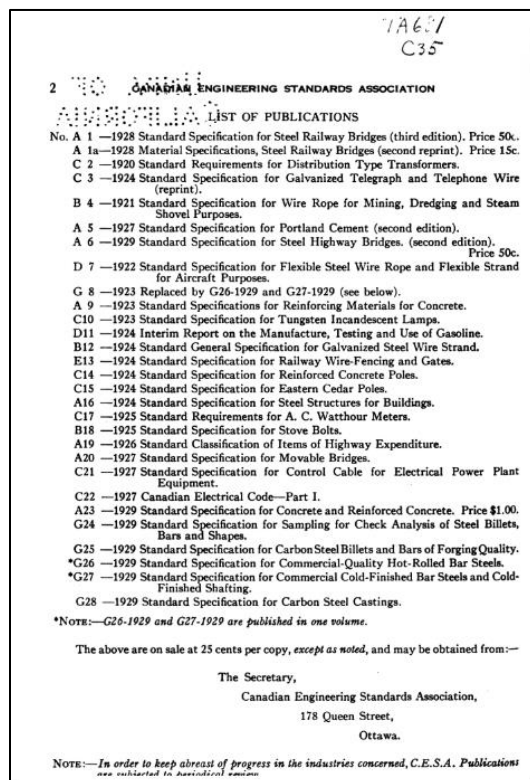 TA681
C35
2 CANADIAN ENGINEERING STANDARDS ASSOCIATION
LIST OF PUBLICATIONS
No. A 1 —1928 Standard Specification for Steel Railway Bridges (third edition). Price 50c.
A 1a—1928 Material Specifications, Steel Railway Bridges (second reprint). Price 15c.
C 2 —1920 Standard Requirements for Distribution Type Transformers.
C 3 —1924 Standard Specification for Galvanized Telegraph and Telephone Wire
(reprint).
B 4 —1921 Standard Specification for Wire Rope for Mining, Dredging and Steam
Shovel Purposes.
A 5 —1927 Standard Specification for Portland Cement (second edition).
A 6 —1929 Standard Specification for Steel Highway Bridges. (second edition).
Price 50c.
D 7 —1922 Standard Specification for Flexible Steel Wire Rope and Flexible Strand
for Aircraft Purposes.
G 8 —1923 Replaced by G26-1929 and G27-1929 (see below).
A 9 —1923 Standard Specifications for Reinforcing Materials for Concrete.
C10 —1923 Standard Specification for Tungsten Incandescent Lamps.
D11 —1924 Interim Report on the Manufacture, Testing and Use of Gasoline.
B12 —1924 Standard General Specification for Galvanized Steel Wire Strand.
E13 —1924 Standard Specification for Railway Wire-Fencing and Gates.
C14 —1924 Standard Specification for Reinforced Concrete Poles.
C15 —1924 Standard Specification for Eastern Cedar Poles.
A16 —1924 Standard Specification for Steel Structures for Buildings.
C17 —1925 Standard Requirements for A. C. Watthour Meters.
B18 —1925 Standard Specification for Stove Bolts.
A19 —1926 Standard Classification of Items of Highway Expenditure.
A20 —1927 Standard Specification for Movable Bridges.
C21 —1927 Standard Specification for Control Cable for Electrical Power Plant
Equipment.
C22 —1927 Canadian Electrical Code—Part I.
A23 —1929 Standard Specification for Concrete and Reinforced Concrete. Price $1.00.
G24 —1929 Standard Specification for Sampling for Check Analysis of Steel Billets,
Bars and Shapes.
G25 —1929 Standard Specification for Carbon Steel Billets and Bars of Forging Quality.
*G26 —1929 Standard Specification for Commercial-Quality Hot-Rolled Bar Steels.
*G27 —1929 Standard Specification for Commercial Cold-Finished Bar Steels and Cold-
Finished Shafting.
G28 —1929 Standard Specification for Carbon Steel Castings.
*NOTE:—G26-1929 and G27-1929 are published in one volume.
The above are on sale at 25 cents per copy, except as noted, and may be obtained from:—
The Secretary,
Canadian Engineering Standards Association,
178 Queen Street,
Ottawa.
NOTE:—In order to keep abreast of progress in the industries concerned, C.E.S.A. Publications
are subjected to periodical review